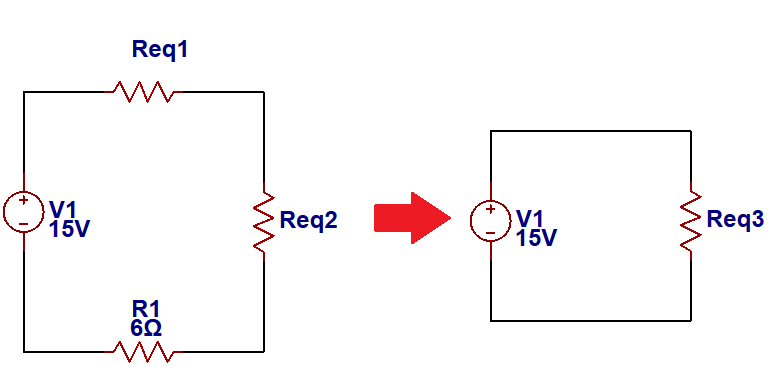 Req1
V1
15V
Req2
R1
6Ω
V1
15V
Req3